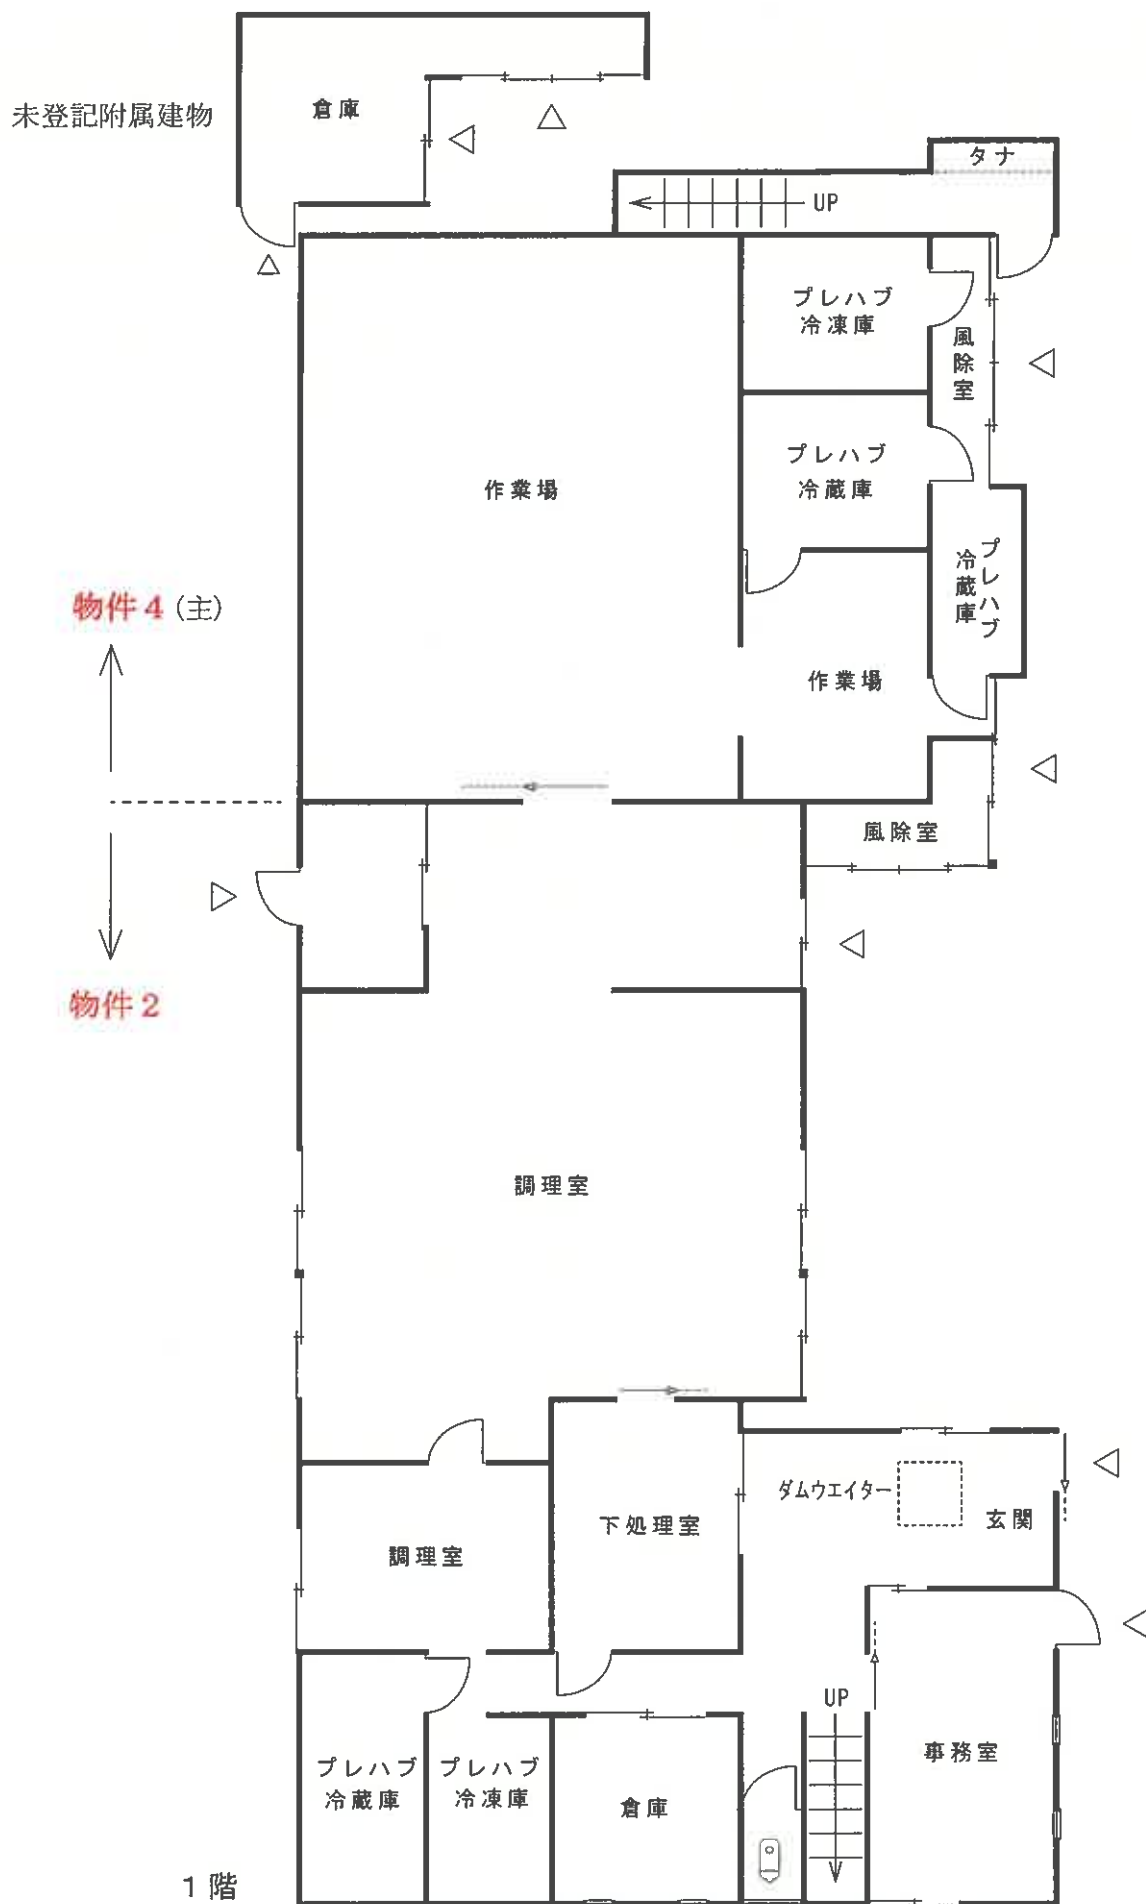 未登記附属建物
倉庫
タナ
UP
プレハブ
冷凍庫
風除室
プレハブ
冷蔵庫
作業場
プレハブ
冷蔵庫
物件4(主)
作業場
風除室
物件2
調理室
ダムウエイター
玄関
下処理室
調理室
UP
事務室
プレハブ
冷蔵庫
プレハブ
冷凍庫
倉庫
1階